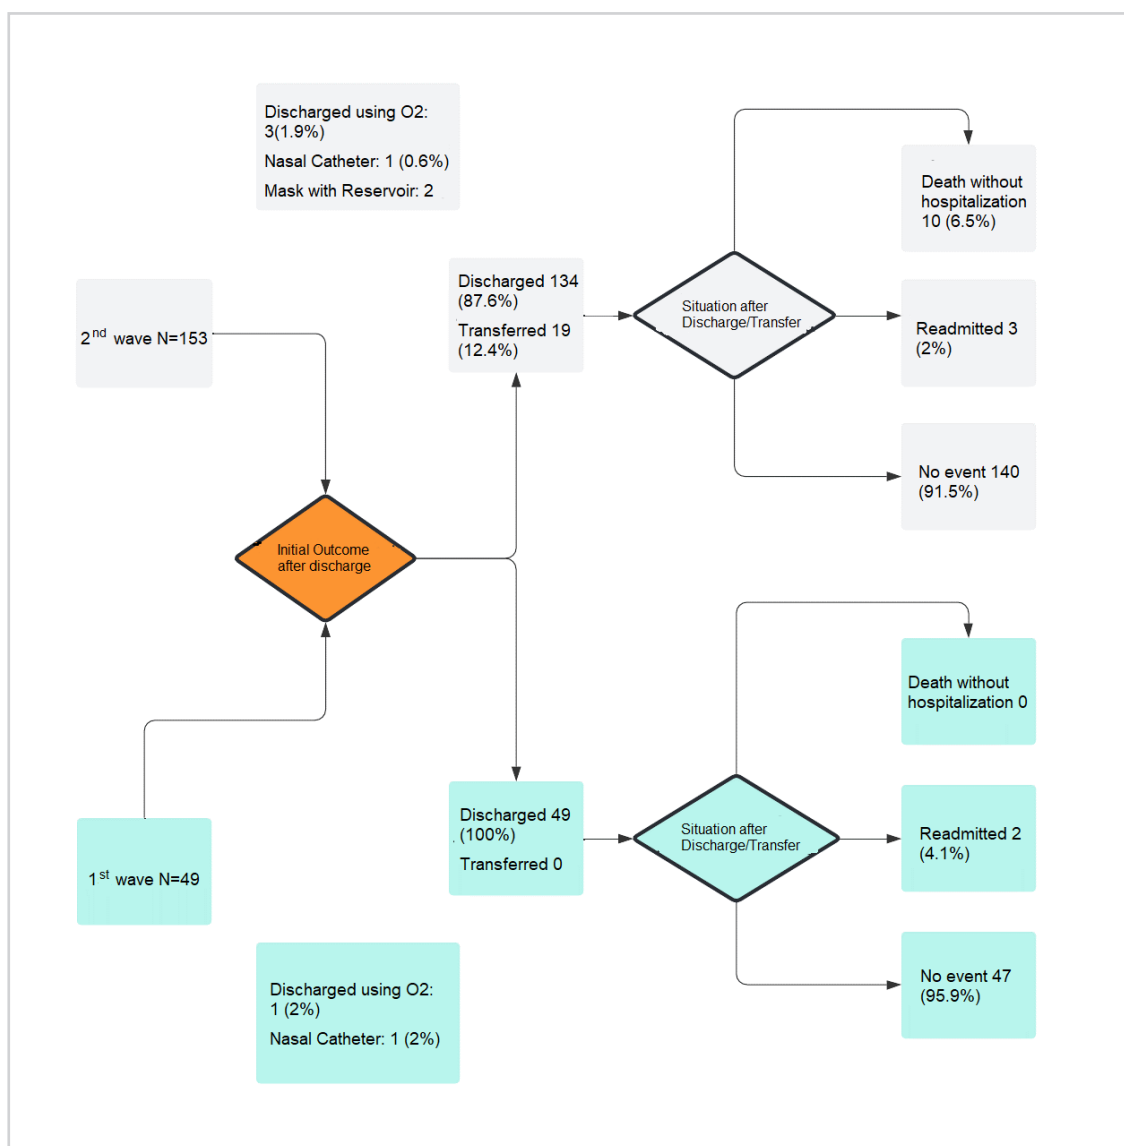 Discharged using O2:
3(1.9%)
Nasal Catheter: 1 (0.6%)
Mask with Reservoir: 2
Death without
hospitalization
10 (6.5%)
2nd wave N=153
Discharged 134
(87.6%)
Transferred 19
(12.4%)
Situation after
Discharge/Transfer
Readmitted 3
(2%)
No event 140
(91.5%)
Initial Outcome
after discharge
Death without
hospitalization 0
1st wave N=49
Discharged 49
(100%)
Transferred 0
Situation after
Discharge/Transfer
Readmitted 2
(4.1%)
No event 47
(95.9%)
Discharged using O2:
1 (2%)
Nasal Catheter: 1 (2%)